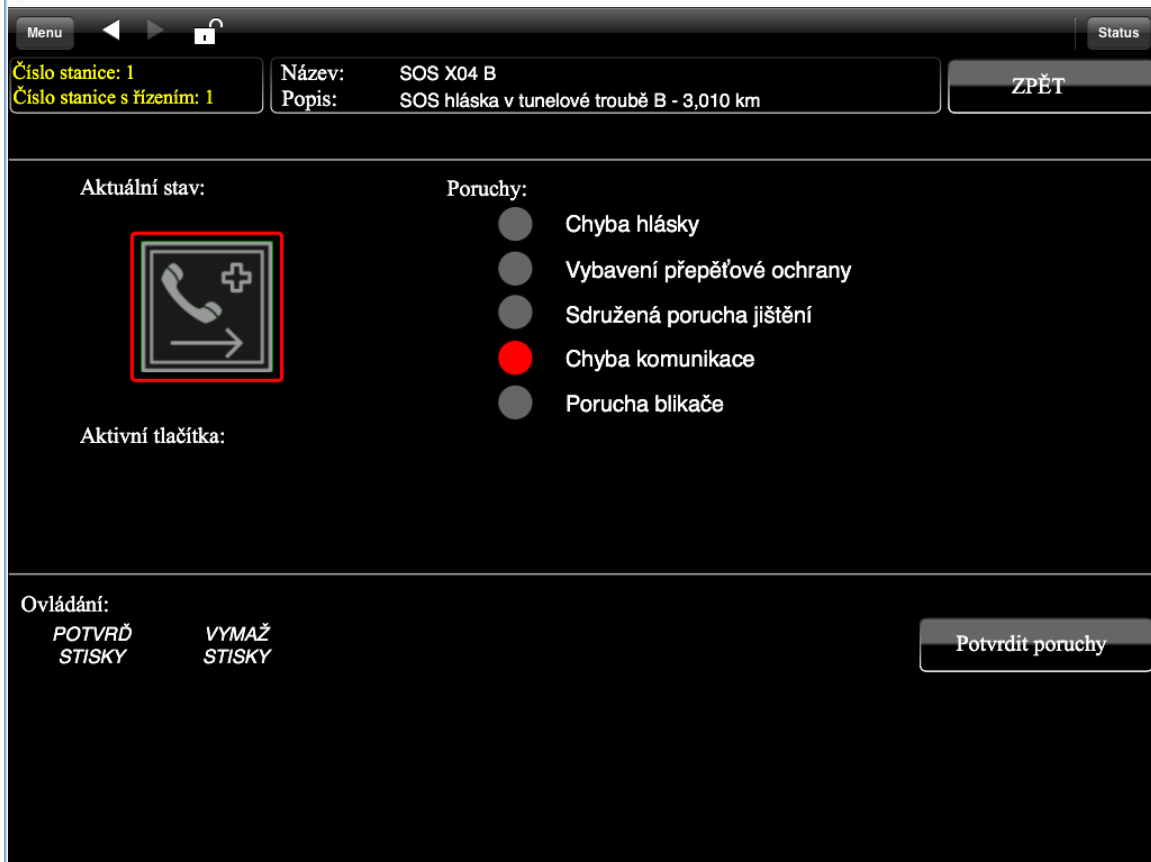 Menu
Status
Číslo stanice: 1
Číslo stanice s řízením: 1
Název: SOS X04 B
Popis: SOS hláska v tunelové troubě B - 3,010 km
ZPĚT
Aktuální stav:
Poruchy:
Chyba hlásky
Vybavení přepěťové ochrany
Sdružená porucha jištění
Chyba komunikace
Porucha blikače
Aktivní tlačítka:
Ovládání:
POTVRĎ
STISKY
VYMAŽ
STISKY
Potvrdit poruchy